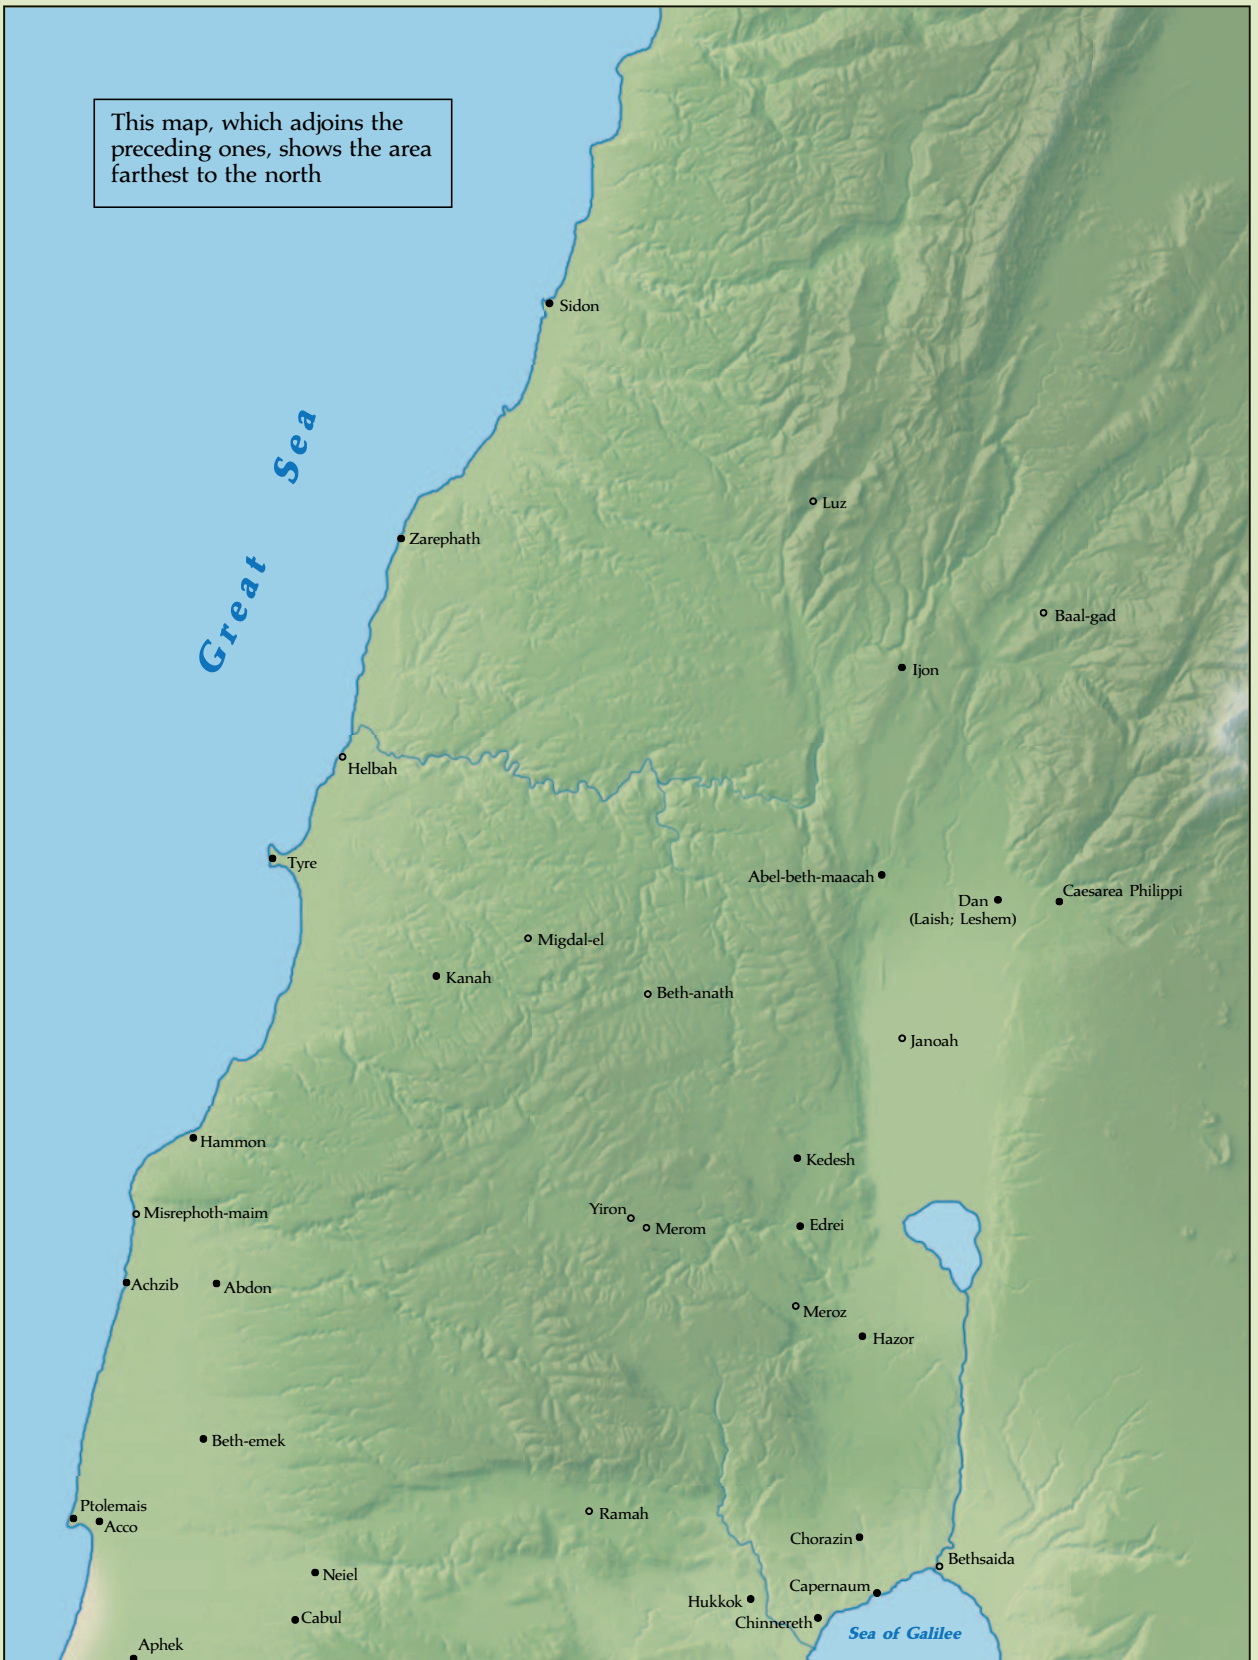 This map, which adjoins the
preceding ones, shows the area
farthest to the north
Sidon
Great Sea
Luz
Zarephath
Baal-gad
Ijon
Helbah
Tyre
Abel-beth-maacah
Caesarea Philippi
Dan
(Laish; Leshem)
Migdal-el
Kanah
Beth-anath
Janoah
Hammon
Kedesh
Misrephoth-maim
Yiron
Merom
Edrei
Achzib
Abdon
Meroz
Hazor
Beth-emek
Ptolemais
Acco
Ramah
Chorazin
Bethsaida
Neiel
Capernaum
Hukkok
Cabul
Chinnereth
Sea of Galilee
Aphek